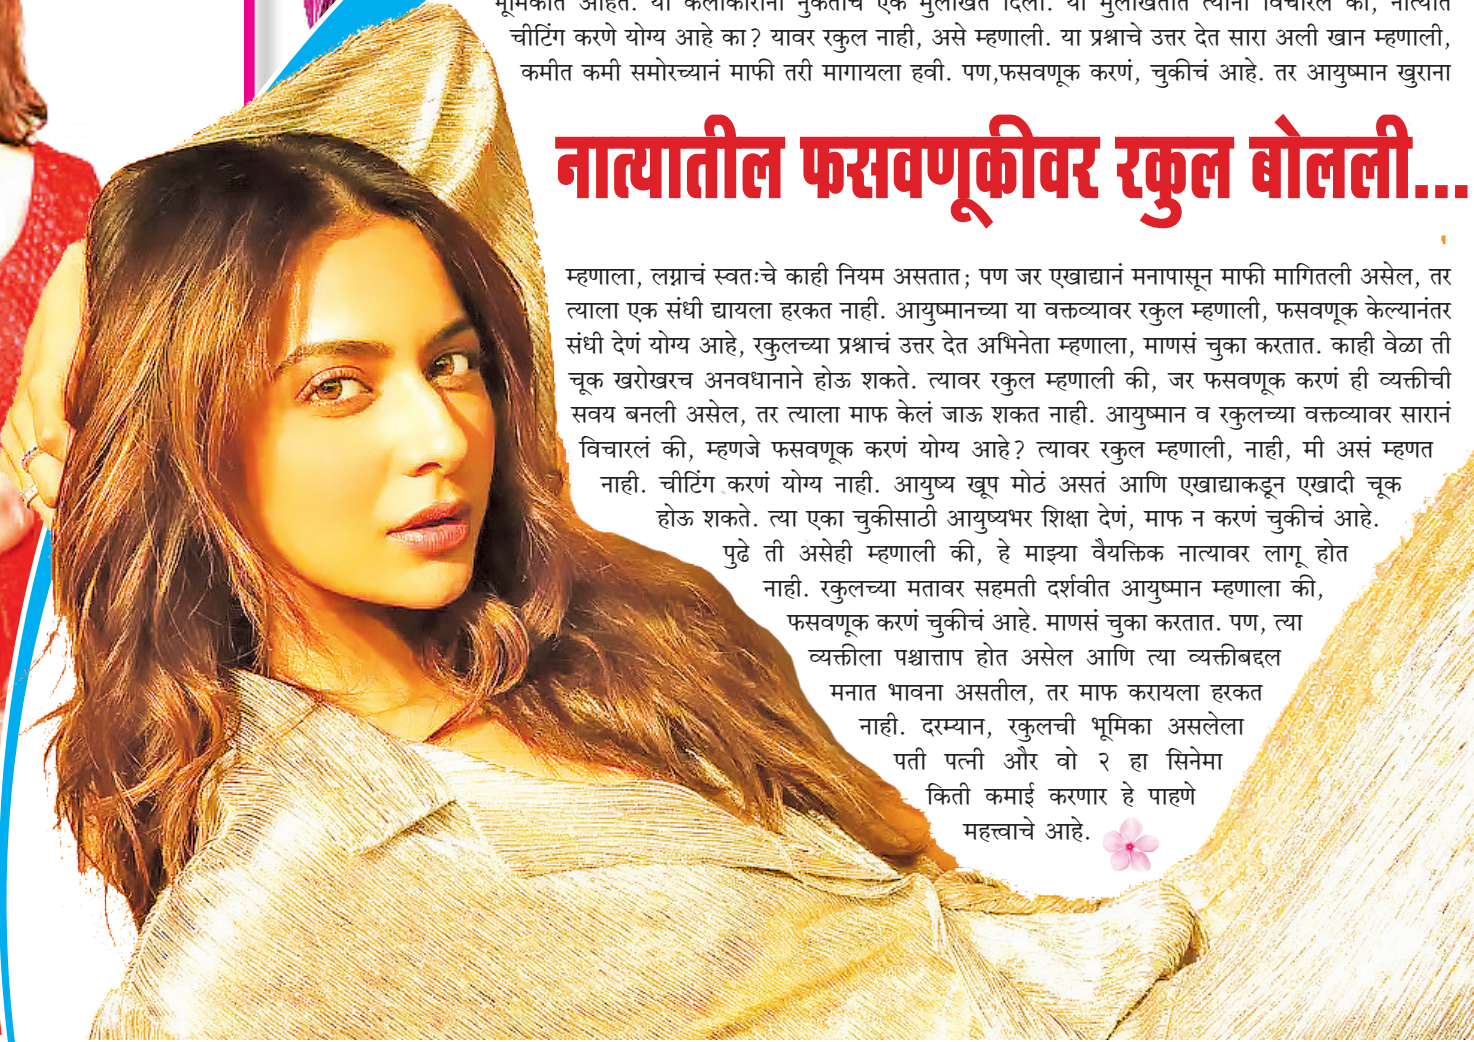 भूमिकेत आहेत. या कलाकारांनी नुकतीच एक मुलाखत दिली. या मुलाखतीत त्यांना विचारलं की, नात्यात
चीटिंग करणे योग्य आहे का? यावर रकुल नाही, असे म्हणाली. या प्रश्नाचे उत्तर देत सारा अली खान म्हणाली,
कमीत कमी समोरच्यानं माफी तरी मागायला हवी. पण,फसवणूक करणं, चुकीचं आहे. तर आयुष्मान खुराना
नात्यातील फसवणूकीवर रकुल बोलली...
म्हणाला, लग्नाचं स्वतःचे काही नियम असतात; पण जर एखाद्यानं मनापासून माफी मागितली असेल, तर
त्याला एक संधी द्यायला हरकत नाही. आयुष्मानच्या या वक्तव्यावर रकुल म्हणाली, फसवणूक केल्यानंतर
संधी देणं योग्य आहे, रकुलच्या प्रश्नाचं उत्तर देत अभिनेता म्हणाला, माणसं चुका करतात. काही वेळा ती
चूक खरोखरच अनवधानाने होऊ शकते. त्यावर रकुल म्हणाली की, जर फसवणूक करणं ही व्यक्तीची
सवय बनली असेल, तर त्याला माफ केलं जाऊ शकत नाही. आयुष्मान व रकुलच्या वक्तव्यावर सारानं
विचारलं की, म्हणजे फसवणूक करणं योग्य आहे? त्यावर रकुल म्हणाली, नाही, मी असं म्हणत
नाही. चीटिंग करणं योग्य नाही. आयुष्य खूप मोठं असतं आणि एखाद्याकडून एखादी चूक
होऊ शकते. त्या एका चुकीसाठी आयुष्यभर शिक्षा देणं, माफ न करणं चुकीचं आहे.
पुढे ती असेही म्हणाली की, हे माझ्या वैयक्तिक नात्यावर लागू होत
नाही. रकुलच्या मतावर सहमती दर्शवीत आयुष्मान म्हणाला की,
फसवणूक करणं चुकीचं आहे. माणसं चुका करतात. पण, त्या
व्यक्तीला पश्चात्ताप होत असेल आणि त्या व्यक्तीबद्दल
मनात भावना असतील, तर माफ करायला हरकत
नाही. दरम्यान, रकुलची भूमिका असलेला
पती पत्नी और वो २ हा सिनेमा
किती कमाई करणार हे पाहणे
महत्त्वाचे आहे.